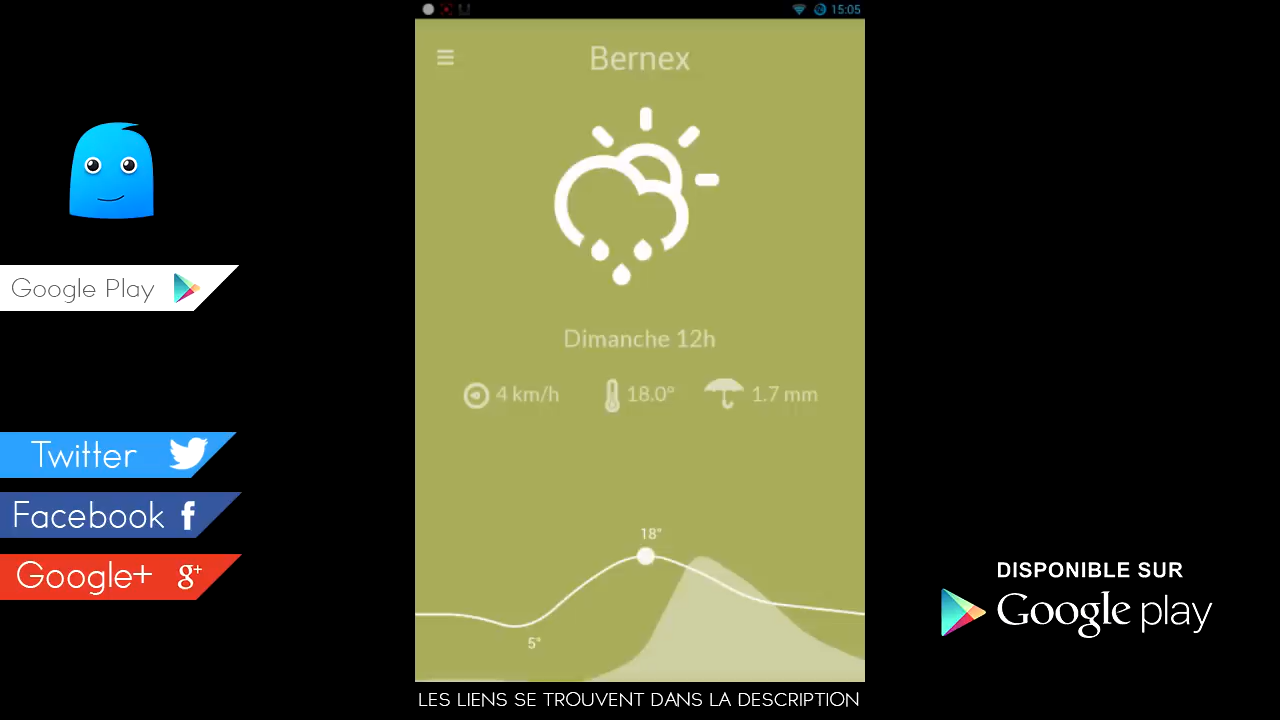 15:05
Bernex
Google Play
Dimanche 12h
4 km/h 18.0° 1.7 mm
Twitter
Facebook
Google+ g+
18°
5°
DISPONIBLE SUR
Google play
LES LIENS SE TROUVENT DANS LA DESCRIPTION